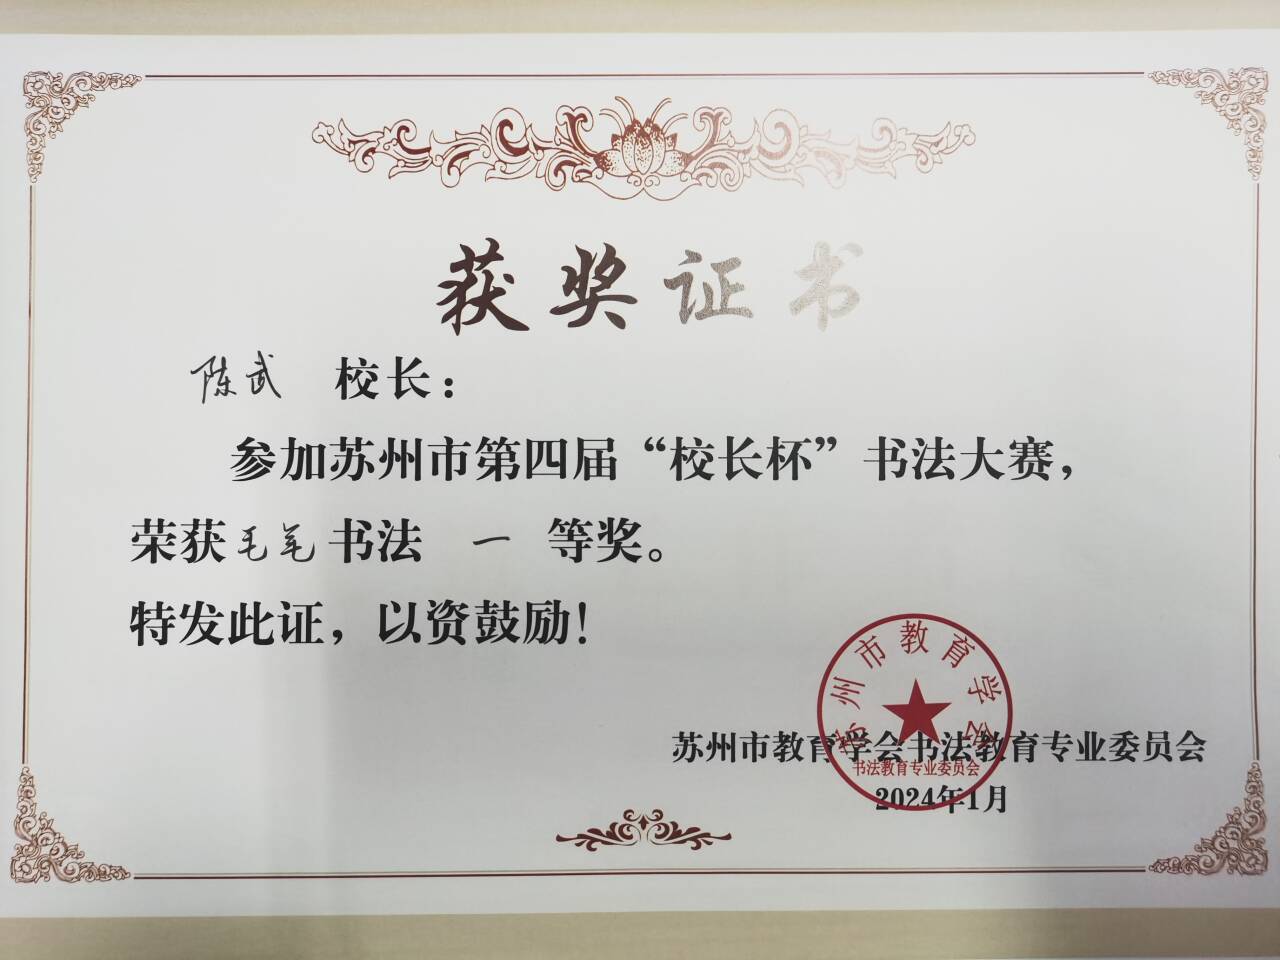 获奖证书
陈武 校长：
参加苏州市第四届“校长杯”书法大赛，
荣获毛笔书法 一 等奖。
特发此证，以资鼓励！
苏州市教育学会
书法教育专业委员会
苏州市教育学会书法教育专业委员会
2024年1月